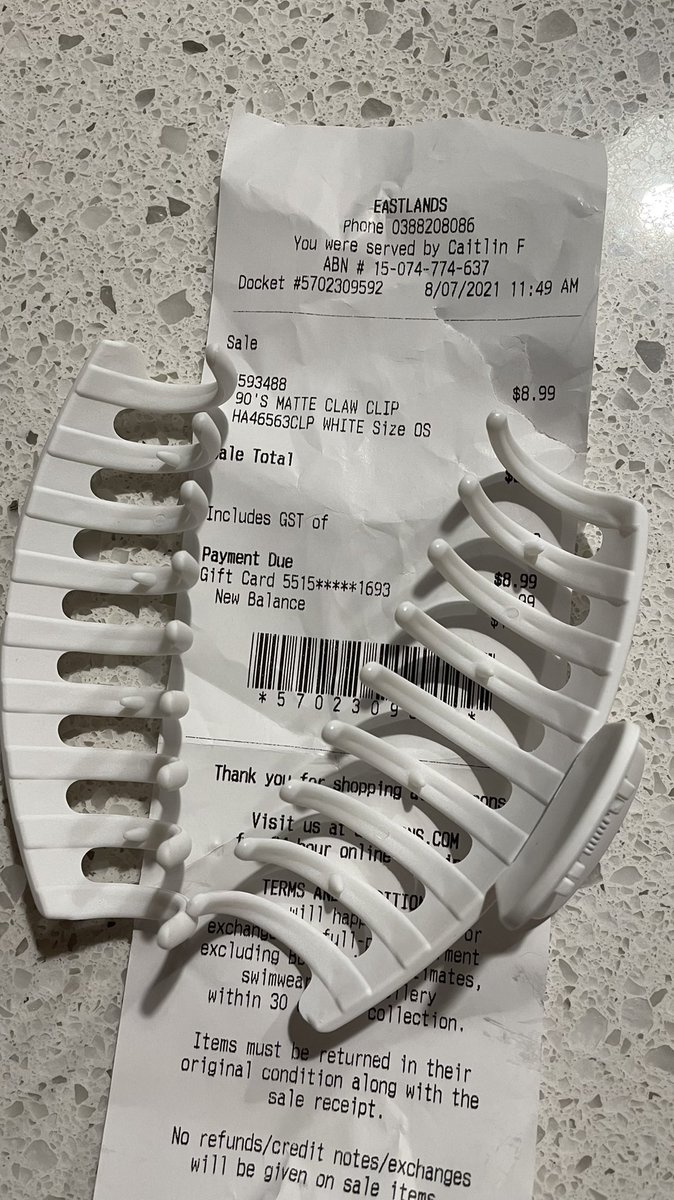 EASTLANDS
Phone 0388208086
You were served by Caitlin F
ABN # 15-074-774-637
Docket #5702309592 8/07/2021 11:49 AM
Sale
593488 $8.99
90'S MATTE CLAW CLIP
HA46563CLP WHITE Size OS
ale Total
Includes GST of
Payment Due $8.99
Gift Card 5515*****1693
New Balance
*5702309
Thank you for shopping
Visit us at .COM
hour online
TERMS AND
will
excluding
swimwear
within 30 collection.
Items must be returned in their
original condition along with the
sale receipt.
No refunds/credit notes/exchanges
will be given on sale items